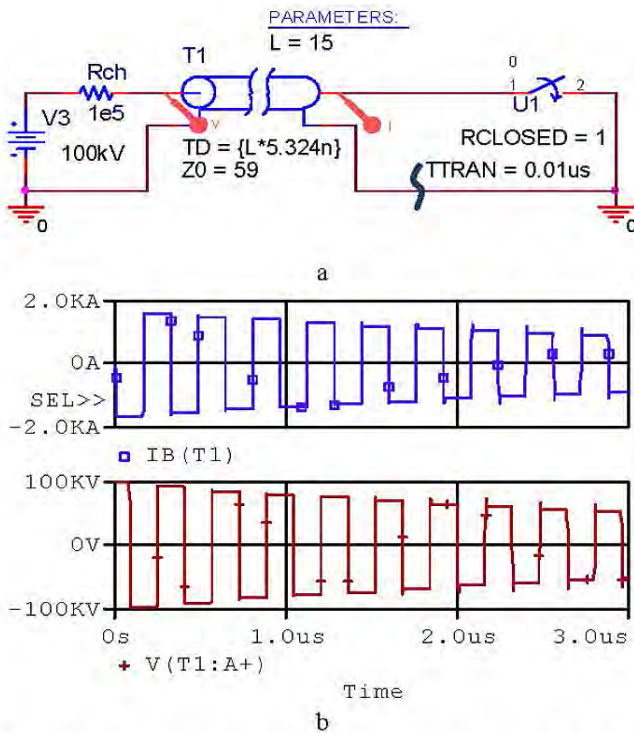 PARAMETERS:
L = 15
T1
Rch
1e5
V3
100kV
V
TD = {L*5.324n}
Z0 = 59
I
0
1
2
U1
RCLOSED = 1
TTRAN = 0.01us
0
0
a
2.0KA
0A
SEL>>
-2.0KA
IB(T1)
100KV
0V
-100KV
0s 1.0us 2.0us 3.0us
V(T1:A+)
Time
b